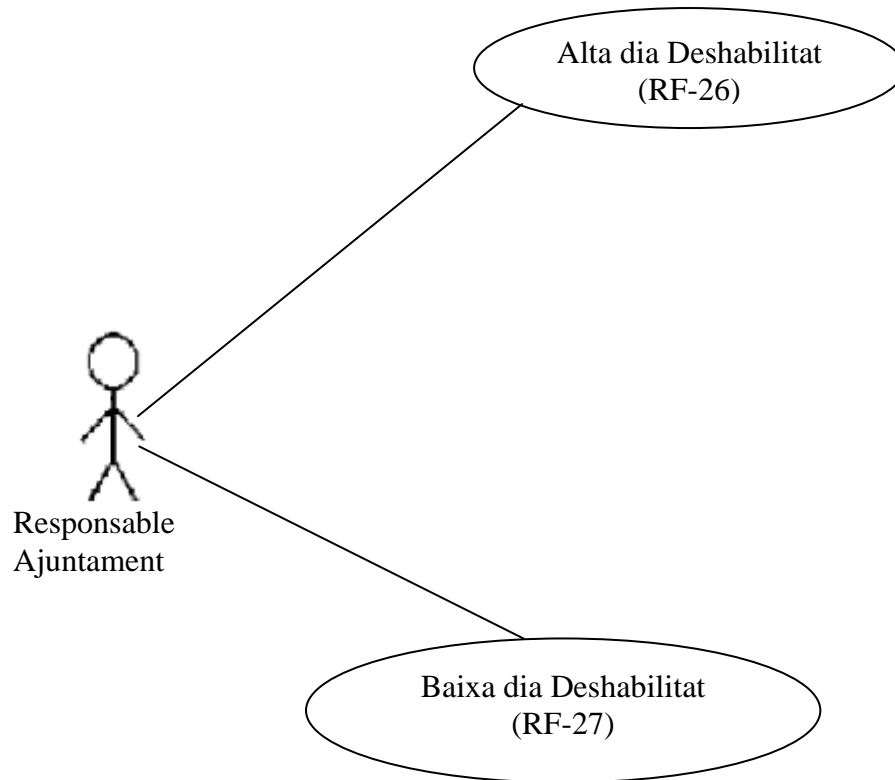 Alta dia Deshabilitat
(RF-26)
Responsable
Ajuntament
Baixa dia Deshabilitat
(RF-27)